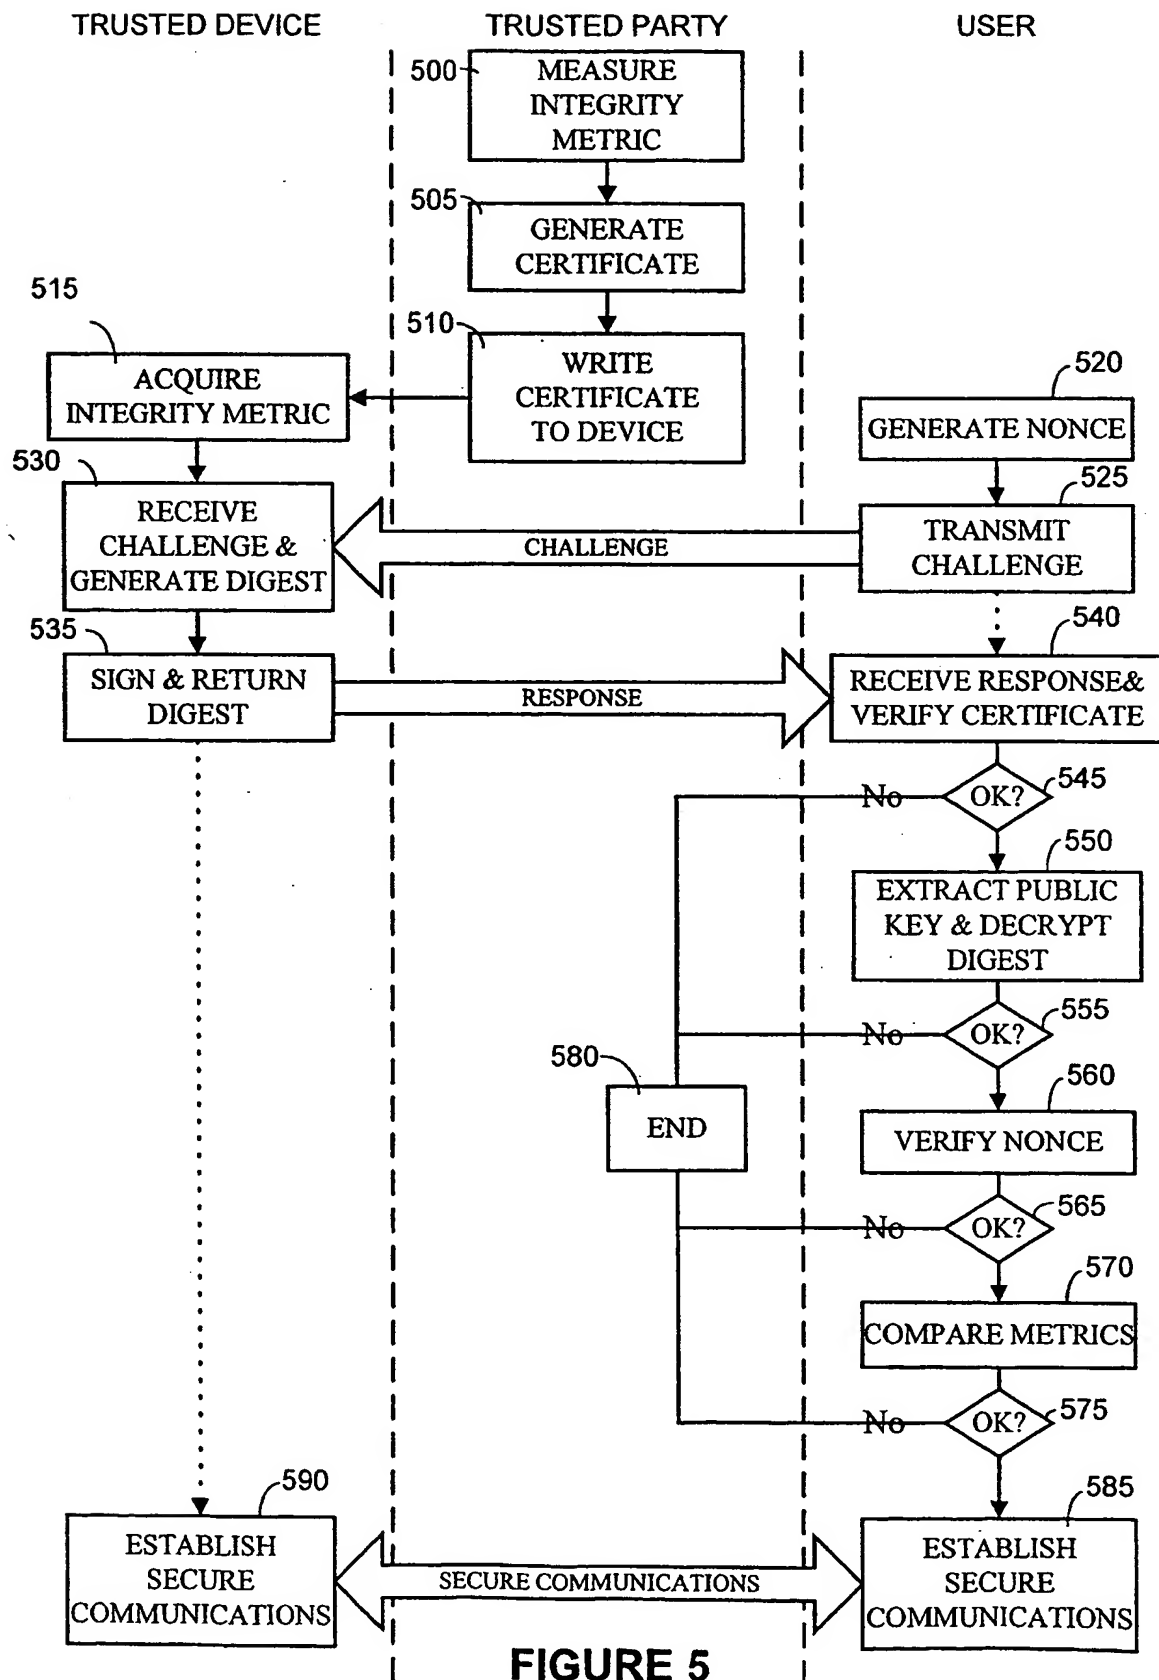 TRUSTED DEVICE
TRUSTED PARTY
USER
500
MEASURE
INTEGRITY
METRIC
505
GENERATE
CERTIFICATE
515
510
WRITE
CERTIFICATE
TO DEVICE
ACQUIRE
INTEGRITY METRIC
520
GENERATE NONCE
530
RECEIVE
CHALLENGE &
GENERATE DIGEST
525
TRANSMIT
CHALLENGE
CHALLENGE
535
SIGN & RETURN
DIGEST
RESPONSE
540
RECEIVE RESPONSE&
VERIFY CERTIFICATE
No
OK?
545
550
EXTRACT PUBLIC
KEY & DECRYPT
DIGEST
No
OK?
555
580
END
560
VERIFY NONCE
No
OK?
565
570
COMPARE METRICS
No
OK?
575
590
ESTABLISH
SECURE
COMMUNICATIONS
SECURE COMMUNICATIONS
585
ESTABLISH
SECURE
COMMUNICATIONS
FIGURE 5